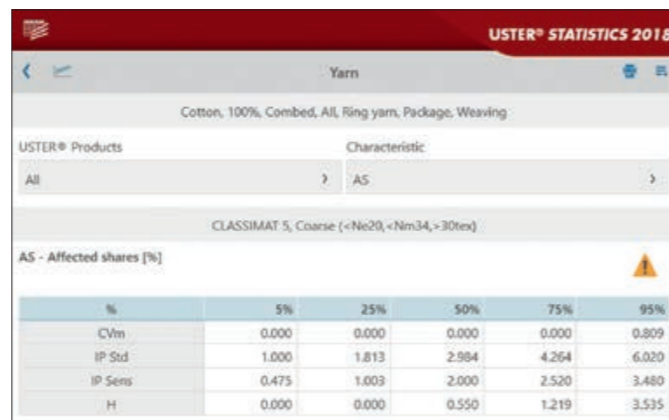 USTER® STATISTICS 2018
Yarn
Cotton, 100%, Combed, All, Ring yarn, Package, Weaving
USTER® Products Characteristic
All > AS >
CLASSIMAT 5, Coarse (<Ne20,<Nm34,>30tex)
AS - Affected shares [%]
% 5% 25% 50% 75% 95%
CVm 0.000 0.000 0.000 0.000 0.809
IP Std 1.000 1.813 2.984 4.264 6.020
IP Sens 0.475 1.003 2.000 2.520 3.480
H 0.000 0.000 0.550 1.219 3.535